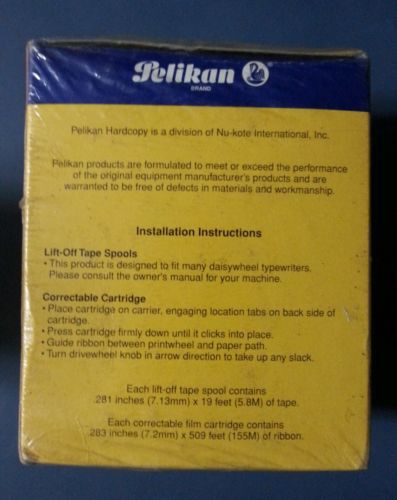 Pelikan
BRAND
Pelikan Hardcopy is a division of Nu-kote International, Inc.
Pelikan products are formulated to meet or exceed the performance
of the original equipment manufacturer's products and are
warranted to be free of defects in materials and workmanship.
Installation Instructions
Lift-Off Tape Spools
• This product is designed to fit many daisywheel typewriters.
Please consult the owner's manual for your machine.
Correctable Cartridge
• Place cartridge on carrier, engaging location tabs on back side of
cartridge.
• Press cartridge firmly down until it clicks into place.
• Guide ribbon between printwheel and paper path.
• Turn drivewheel knob in arrow direction to take up any slack.
Each lift-off tape spool contains
.281 inches (7.13mm) x 19 feet (5.8M) of tape.
Each correctable film cartridge contains
.283 inches (7.2mm) x 509 feet (155M) of ribbon.